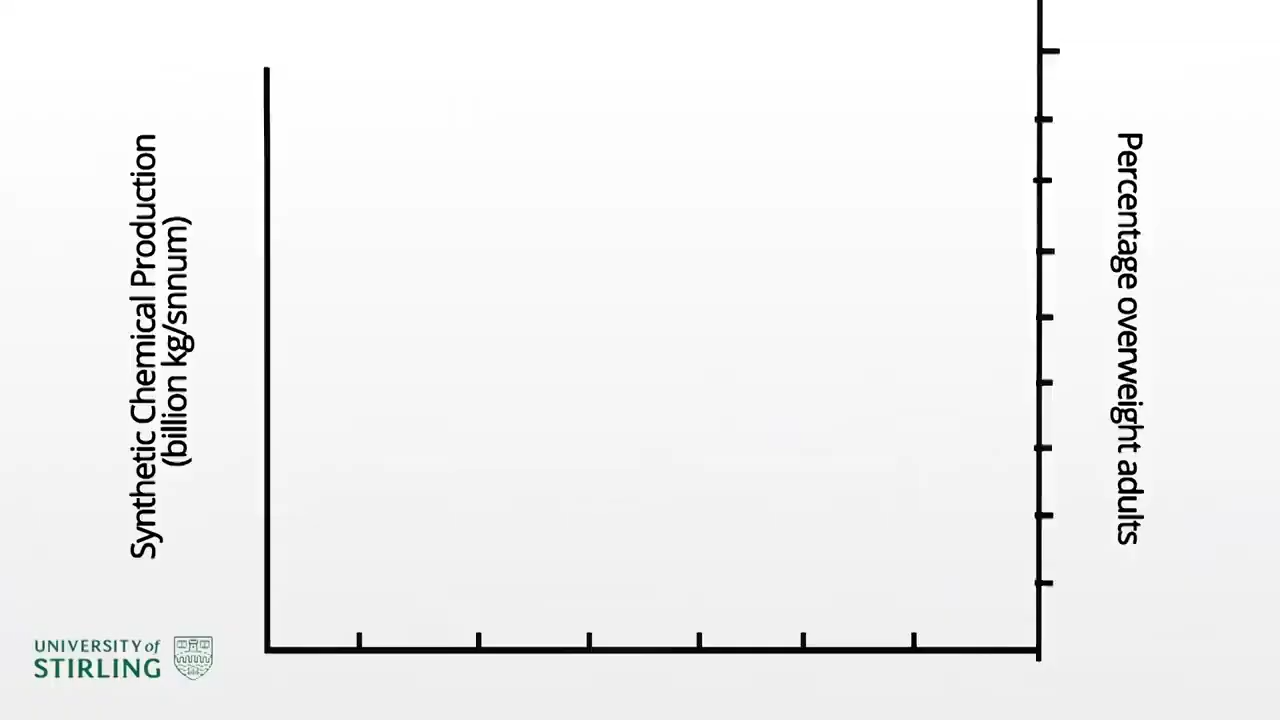 Synthetic Chemical Production
(billion kg/snnum)
Percentage overweight adults
UNIVERSITY of
STIRLING